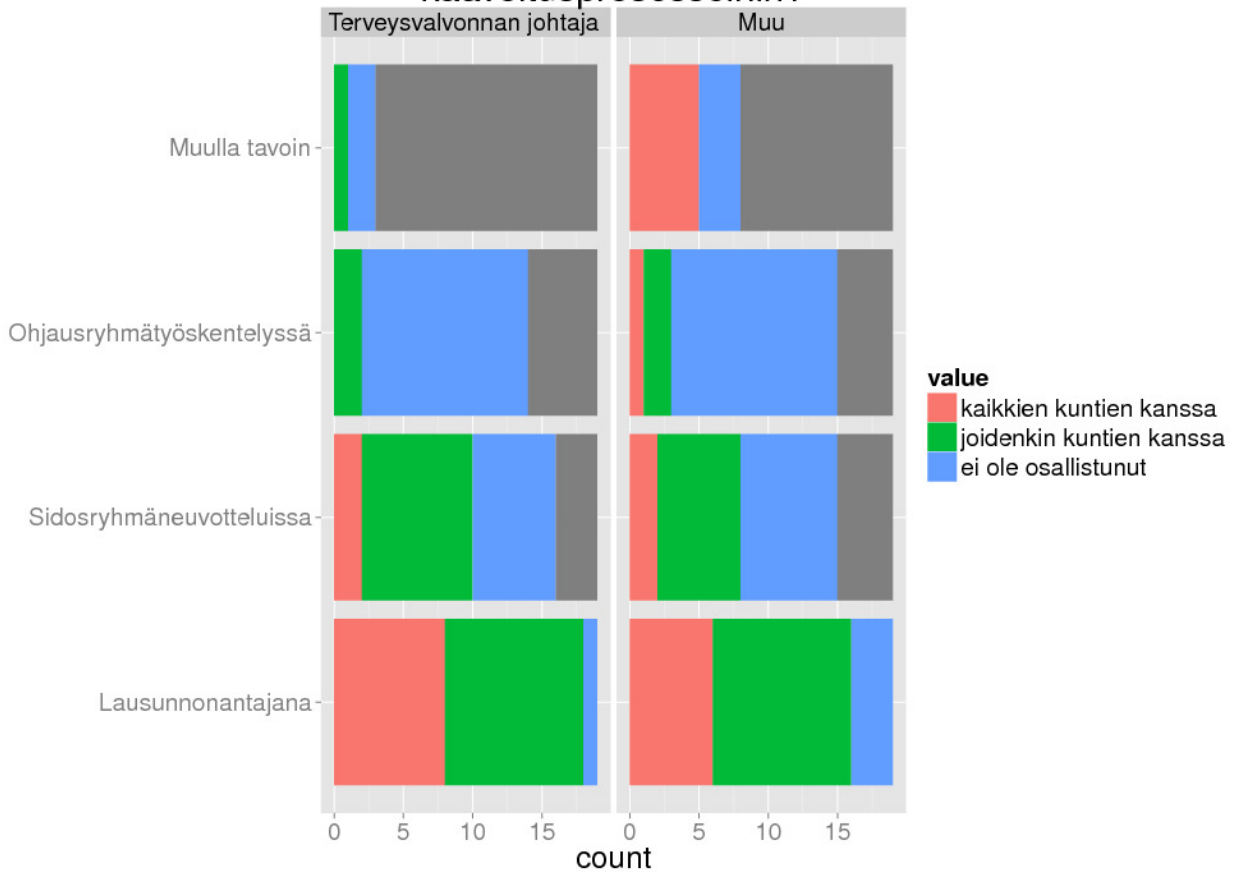 Terveysvalvonnan johtaja
Muu
Muulla tavoin
Ohjausryhmätyöskentelyssä
Sidosryhmäneuvotteluissa
Lausunnonantajana
0 5 10 15
0 5 10 15
count
value
kaikkien kuntien kanssa
joidenkin kuntien kanssa
ei ole osallistunut